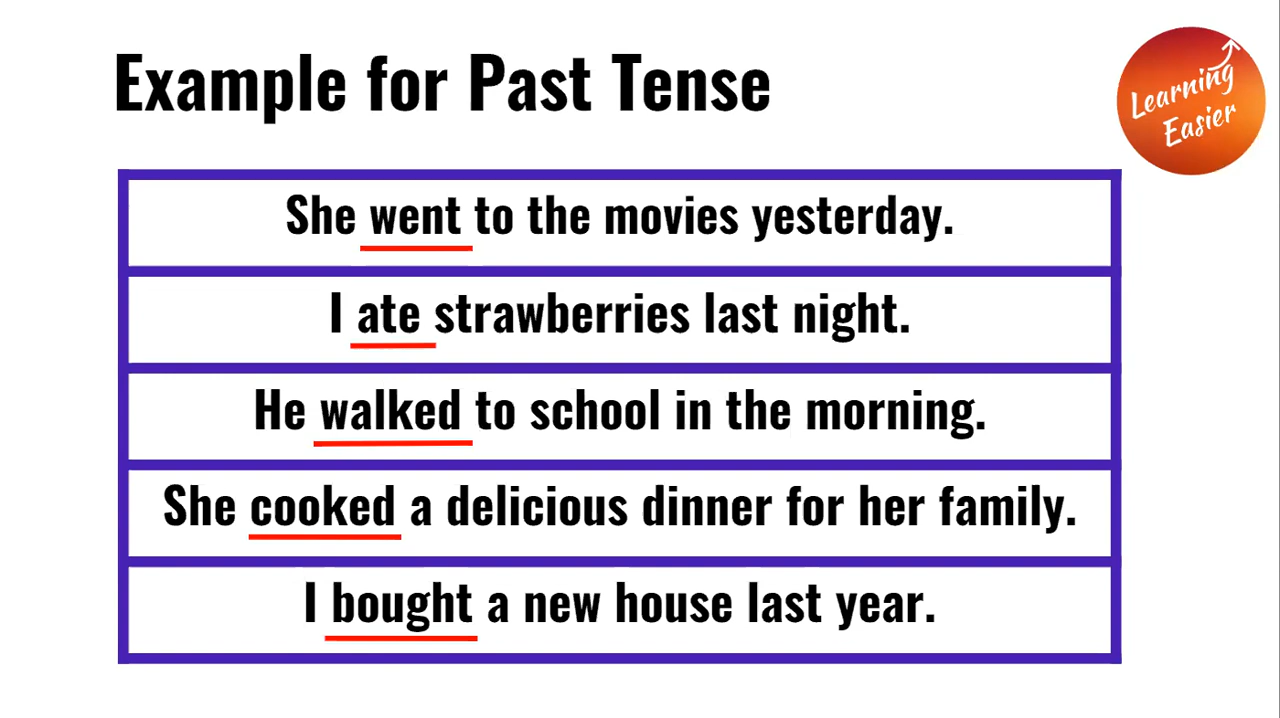 Example for Past Tense
Learning
Easier
She went to the movies yesterday.
I ate strawberries last night.
He walked to school in the morning.
She cooked a delicious dinner for her family.
I bought a new house last year.